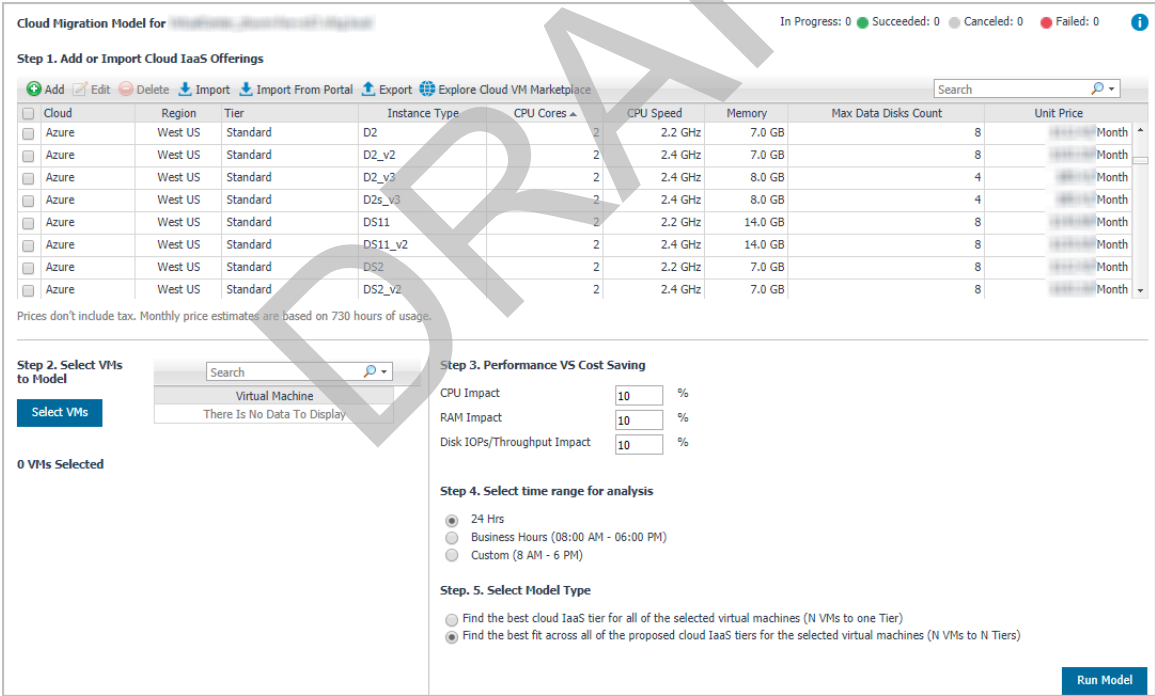 Cloud Migration Model for
In Progress: 0 Succeeded: 0 Canceled: 0 Failed: 0
Step 1. Add or Import Cloud IaaS Offerings
Add Edit Delete Import Import From Portal Export Explore Cloud VM Marketplace Search
Cloud Region Tier Instance Type CPU Cores CPU Speed Memory Max Data Disks Count Unit Price
Azure West US Standard D2 2 2.2 GHz 7.0 GB 8 Month
Azure West US Standard D2_v2 2 2.4 GHz 7.0 GB 8 Month
Azure West US Standard D2_v3 2 2.4 GHz 8.0 GB 4 Month
Azure West US Standard D2s_v3 2 2.4 GHz 8.0 GB 4 Month
Azure West US Standard DS11 2 2.2 GHz 14.0 GB 8 Month
Azure West US Standard DS11_v2 2 2.4 GHz 14.0 GB 8 Month
Azure West US Standard DS2 2 2.2 GHz 7.0 GB 8 Month
Azure West US Standard DS2_v2 2 2.4 GHz 7.0 GB 8 Month
Prices don't include tax. Monthly price estimates are based on 730 hours of usage.
Step 2. Select VMs
to Model
Select VMs
Search
Virtual Machine
There Is No Data To Display
0 VMs Selected
Step 3. Performance VS Cost Saving
CPU Impact 10 %
RAM Impact 10 %
Disk IOPs/Throughput Impact 10 %
Step 4. Select time range for analysis
24 Hrs
Business Hours (08:00 AM - 06:00 PM)
Custom (8 AM - 6 PM)
Step. 5. Select Model Type
Find the best cloud IaaS tier for all of the selected virtual machines (N VMs to one Tier)
Find the best fit across all of the proposed cloud IaaS tiers for the selected virtual machines (N VMs to N Tiers)
Run Model